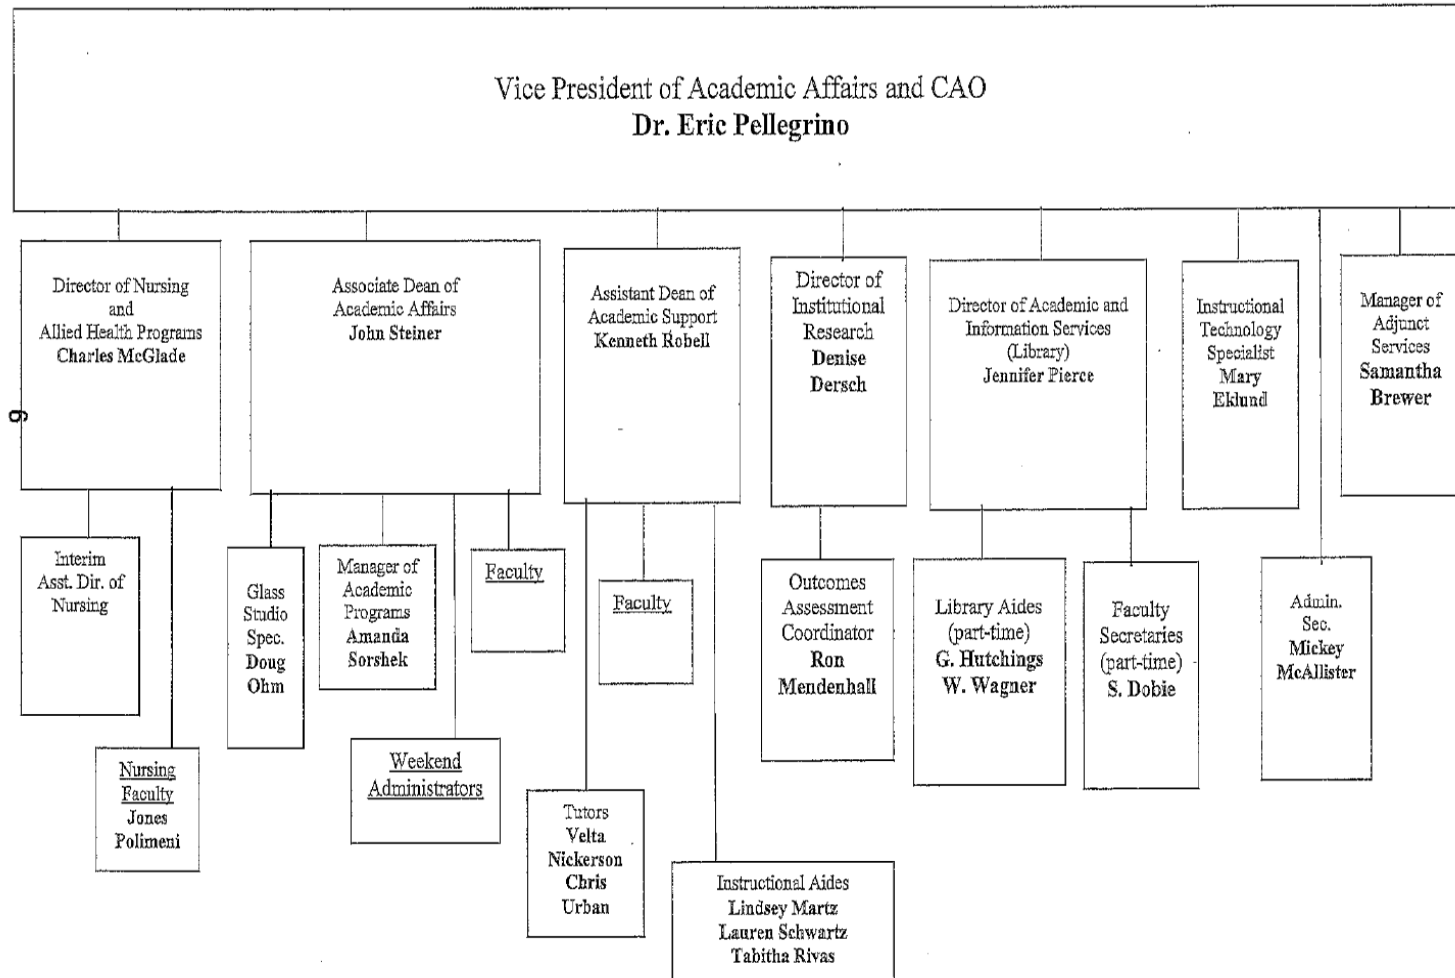 Vice President of Academic Affairs and CAO
Dr. Eric Pellegrino
Director of Nursing
and
Allied Health Programs
Charles McGlade
Associate Dean of
Academic Affairs
John Steiner
Assistant Dean of
Academic Support
Kenneth Robell
Director of
Institutional
Research
Denise
Dersch
Director of Academic and
Information Services
(Library)
Jennifer Pierce
Instructional
Technology
Specialist
Mary
Eklund
Manager of
Adjunct
Services
Samantha
Brewer
9
Interim
Asst. Dir. of
Nursing
Nursing
Faculty
Jones
Polimeni
Glass
Studio
Spec.
Doug
Ohm
Manager of
Academic
Programs
Amanda
Sorshek
Weekend
Administrators
Faculty
Tutors
Velta
Nickerson
Chris
Urban
Faculty
Instructional Aides
Lindsey Martz
Lauren Schwartz
Tabitha Rivas
Outcomes
Assessment
Coordinator
Ron
Mendenhall
Library Aides
(part-time)
G. Hutchings
W. Wagner
Faculty
Secretaries
(part-time)
S. Dobie
Admin.
Sec.
Mickey
McAllister